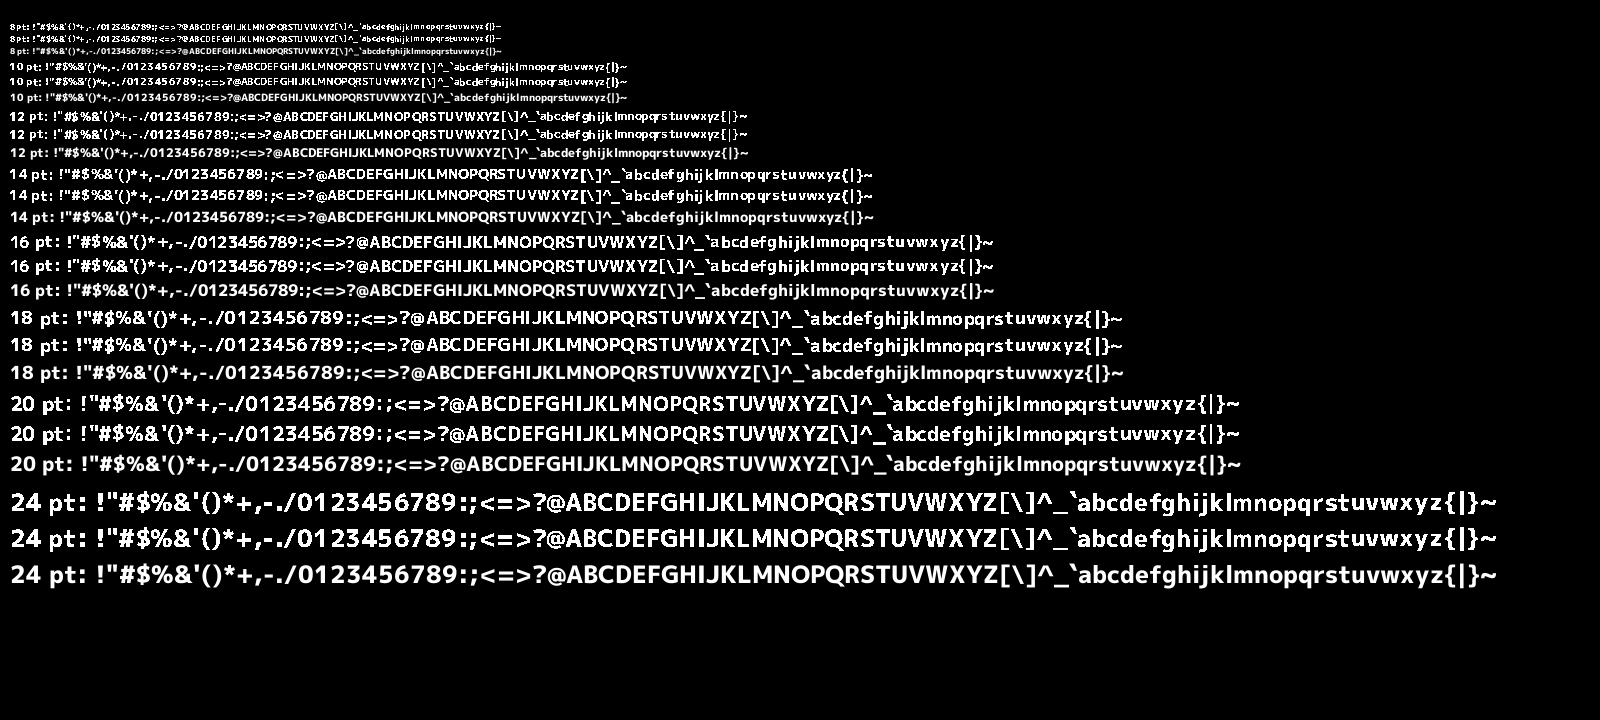 8 pt: !"#$%&'()*+,-./0123456789:;<=>?@ABCDEFGHIJKLMNOPQRSTUVWXYZ[\]^_`abcdefghijklmnopqrstuvwxyz{|}~
8 pt: !"#$%&'()*+,-./0123456789:;<=>?@ABCDEFGHIJKLMNOPQRSTUVWXYZ[\]^_`abcdefghijklmnopqrstuvwxyz{|}~
8 pt: !"#$%&'()*+,-./0123456789:;<=>?@ABCDEFGHIJKLMNOPQRSTUVWXYZ[\]^_`abcdefghijklmnopqrstuvwxyz{|}~
10 pt: !"#$%&'()*+,-./0123456789:;<=>?@ABCDEFGHIJKLMNOPQRSTUVWXYZ[\]^_`abcdefghijklmnopqrstuvwxyz{|}~
10 pt: !"#$%&'()*+,-./0123456789:;<=>?@ABCDEFGHIJKLMNOPQRSTUVWXYZ[\]^_`abcdefghijklmnopqrstuvwxyz{|}~
10 pt: !"#$%&'()*+,-./0123456789:;<=>?@ABCDEFGHIJKLMNOPQRSTUVWXYZ[\]^_`abcdefghijklmnopqrstuvwxyz{|}~
12 pt: !"#$%&'()*+,-./0123456789:;<=>?@ABCDEFGHIJKLMNOPQRSTUVWXYZ[\]^_`abcdefghijklmnopqrstuvwxyz{|}~
12 pt: !"#$%&'()*+,-./0123456789:;<=>?@ABCDEFGHIJKLMNOPQRSTUVWXYZ[\]^_`abcdefghijklmnopqrstuvwxyz{|}~
12 pt: !"#$%&'()*+,-./0123456789:;<=>?@ABCDEFGHIJKLMNOPQRSTUVWXYZ[\]^_`abcdefghijklmnopqrstuvwxyz{|}~
14 pt: !"#$%&'()*+,-./0123456789:;<=>?@ABCDEFGHIJKLMNOPQRSTUVWXYZ[\]^_`abcdefghijklmnopqrstuvwxyz{|}~
14 pt: !"#$%&'()*+,-./0123456789:;<=>?@ABCDEFGHIJKLMNOPQRSTUVWXYZ[\]^_`abcdefghijklmnopqrstuvwxyz{|}~
14 pt: !"#$%&'()*+,-./0123456789:;<=>?@ABCDEFGHIJKLMNOPQRSTUVWXYZ[\]^_`abcdefghijklmnopqrstuvwxyz{|}~
16 pt: !"#$%&'()*+,-./0123456789:;<=>?@ABCDEFGHIJKLMNOPQRSTUVWXYZ[\]^_`abcdefghijklmnopqrstuvwxyz{|}~
16 pt: !"#$%&'()*+,-./0123456789:;<=>?@ABCDEFGHIJKLMNOPQRSTUVWXYZ[\]^_`abcdefghijklmnopqrstuvwxyz{|}~
16 pt: !"#$%&'()*+,-./0123456789:;<=>?@ABCDEFGHIJKLMNOPQRSTUVWXYZ[\]^_`abcdefghijklmnopqrstuvwxyz{|}~
18 pt: !"#$%&'()*+,-./0123456789:;<=>?@ABCDEFGHIJKLMNOPQRSTUVWXYZ[\]^_`abcdefghijklmnopqrstuvwxyz{|}~
18 pt: !"#$%&'()*+,-./0123456789:;<=>?@ABCDEFGHIJKLMNOPQRSTUVWXYZ[\]^_`abcdefghijklmnopqrstuvwxyz{|}~
18 pt: !"#$%&'()*+,-./0123456789:;<=>?@ABCDEFGHIJKLMNOPQRSTUVWXYZ[\]^_`abcdefghijklmnopqrstuvwxyz{|}~
20 pt: !"#$%&'()*+,-./0123456789:;<=>?@ABCDEFGHIJKLMNOPQRSTUVWXYZ[\]^_`abcdefghijklmnopqrstuvwxyz{|}~
20 pt: !"#$%&'()*+,-./0123456789:;<=>?@ABCDEFGHIJKLMNOPQRSTUVWXYZ[\]^_`abcdefghijklmnopqrstuvwxyz{|}~
20 pt: !"#$%&'()*+,-./0123456789:;<=>?@ABCDEFGHIJKLMNOPQRSTUVWXYZ[\]^_`abcdefghijklmnopqrstuvwxyz{|}~
24 pt: !"#$%&'()*+,-./0123456789:;<=>?@ABCDEFGHIJKLMNOPQRSTUVWXYZ[\]^_`abcdefghijklmnopqrstuvwxyz{|}~
24 pt: !"#$%&'()*+,-./0123456789:;<=>?@ABCDEFGHIJKLMNOPQRSTUVWXYZ[\]^_`abcdefghijklmnopqrstuvwxyz{|}~
24 pt: !"#$%&'()*+,-./0123456789:;<=>?@ABCDEFGHIJKLMNOPQRSTUVWXYZ[\]^_`abcdefghijklmnopqrstuvwxyz{|}~